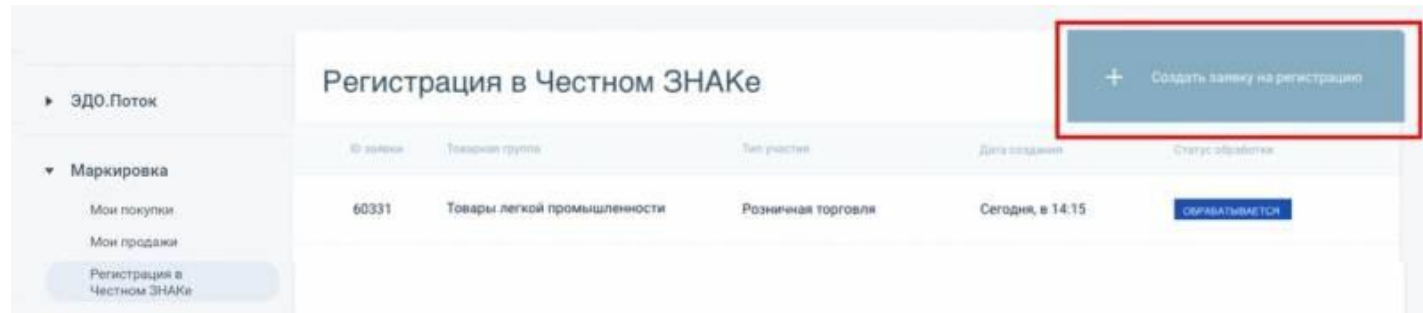 Регистрация в Честном ЗНАКе
+ Создать заявку на регистрацию
ЭДО.Поток
Маркировка
Мои покупки
Мои продажи
Регистрация в
Честном ЗНАКе
ID заявки Товарная группа Тип участия Дата создания Статус обработки
60331 Товары легкой промышленности Розничная торговля Сегодня, в 14:15 ОБРАБАТЫВАЕТСЯ